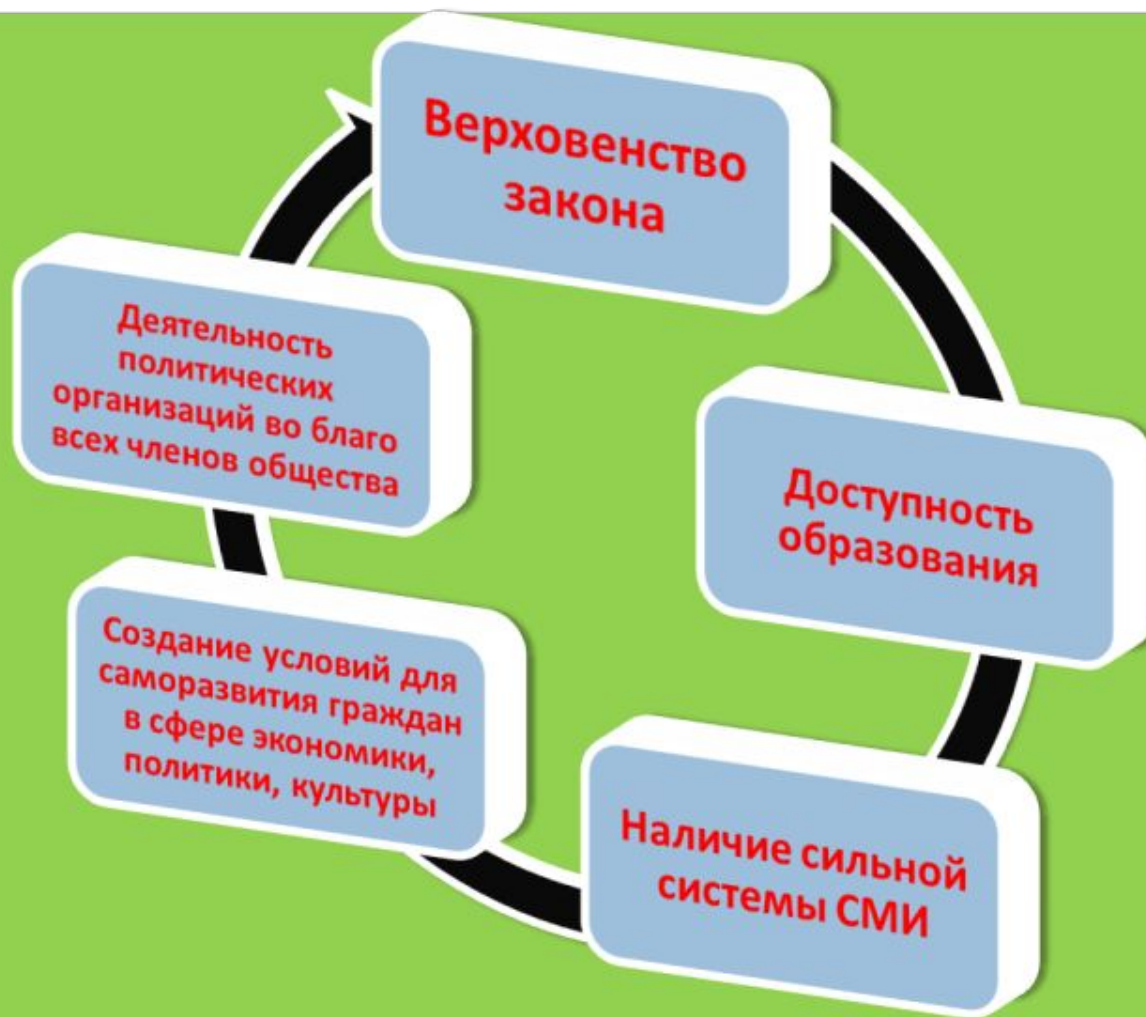 Верховенство
закона
Доступность
образования
Наличие сильной
системы СМИ
Создание условий для
саморазвития граждан
в сфере экономики,
политики, культуры
Деятельность
политических
организаций во благо
всех членов общества